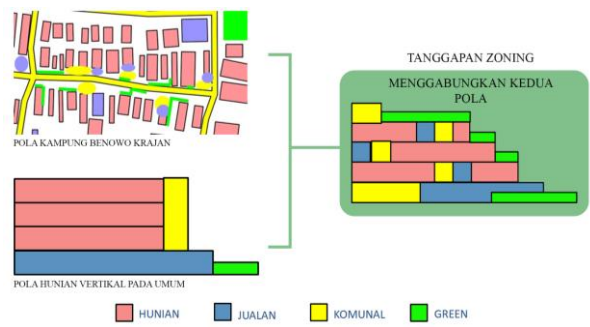 TANGGAPAN ZONING
MENGGABUNGKAN KEDUA
POLA
POLA KAMPUNG BENOWO KRAJAN
POLA HUNIAN VERTIKAL PADA UMUM
HUNIAN
JUALAN
KOMUNAL
GREEN